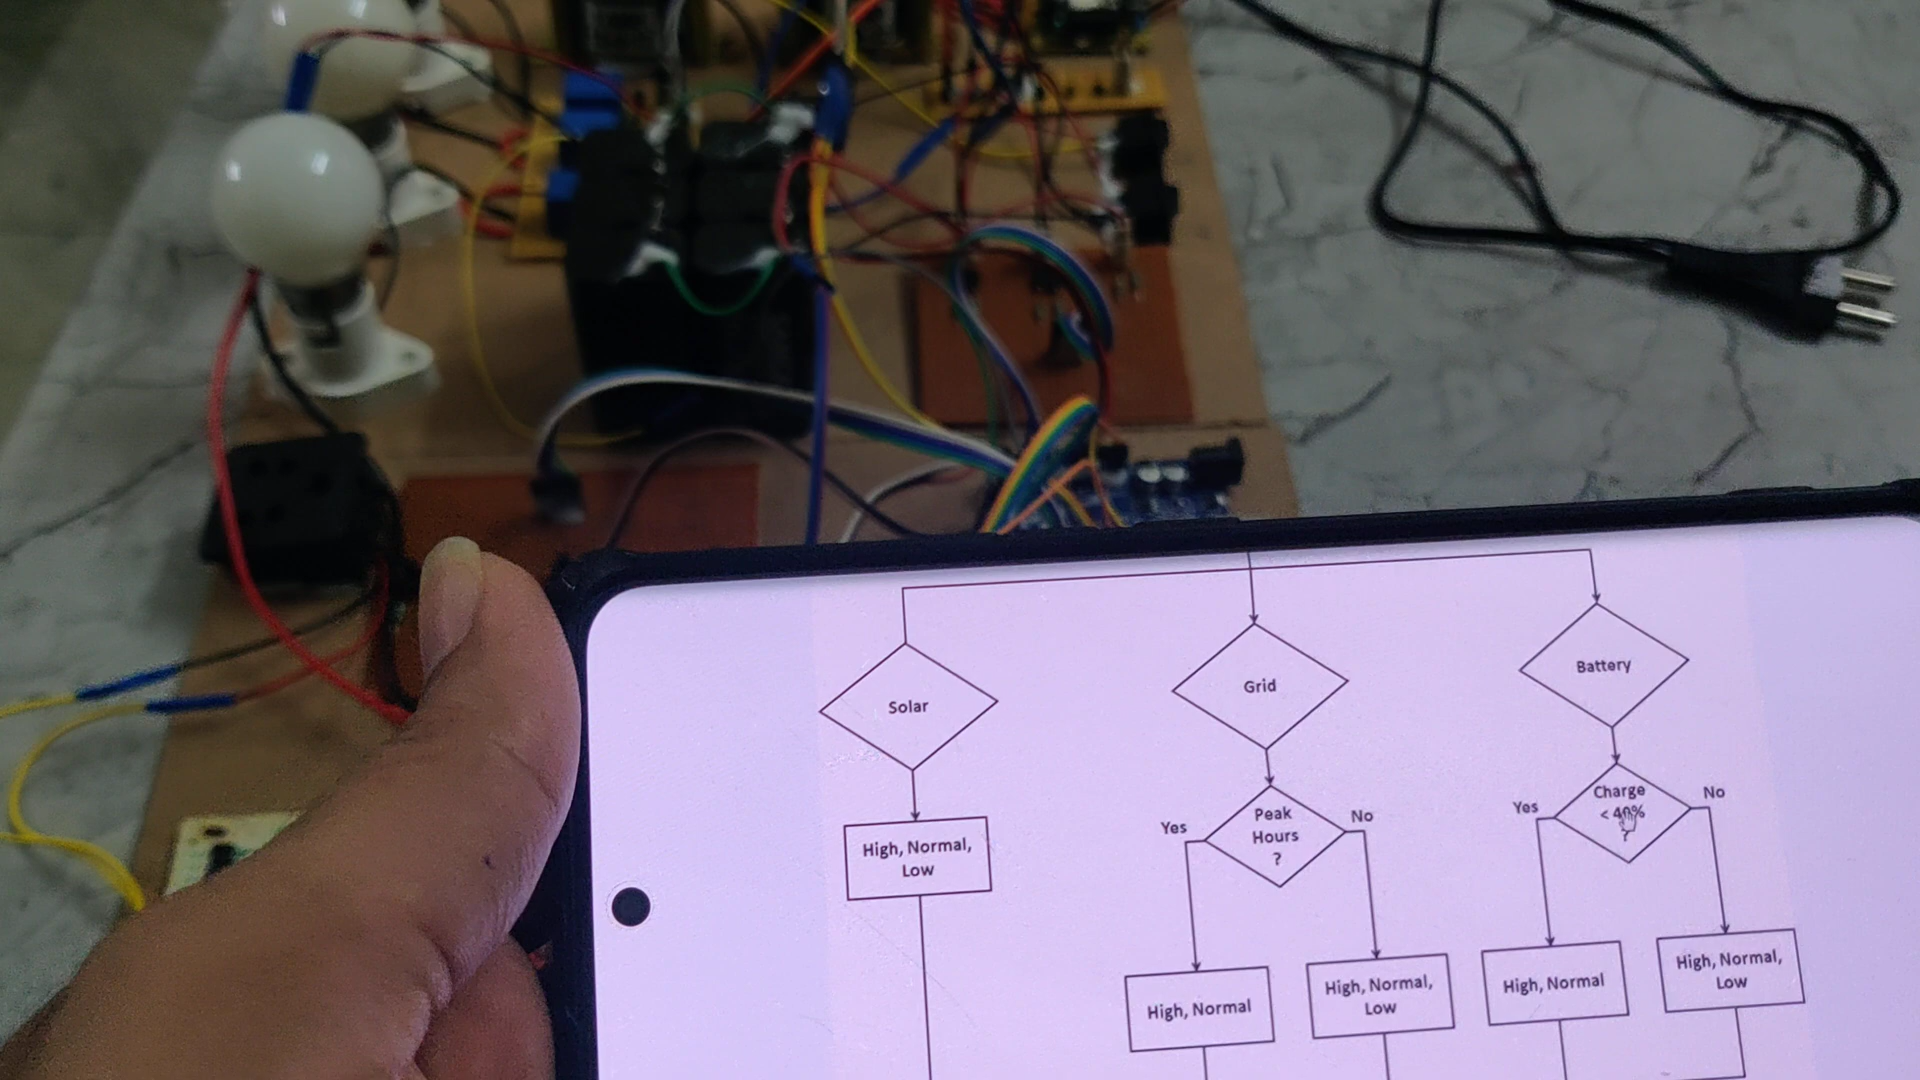 Solar
Grid
Battery
High, Normal,
Low
Yes
Peak
Hours
?
No
Yes
Charge
< 40%
?
No
High, Normal
High, Normal,
Low
High, Normal
High, Normal,
Low